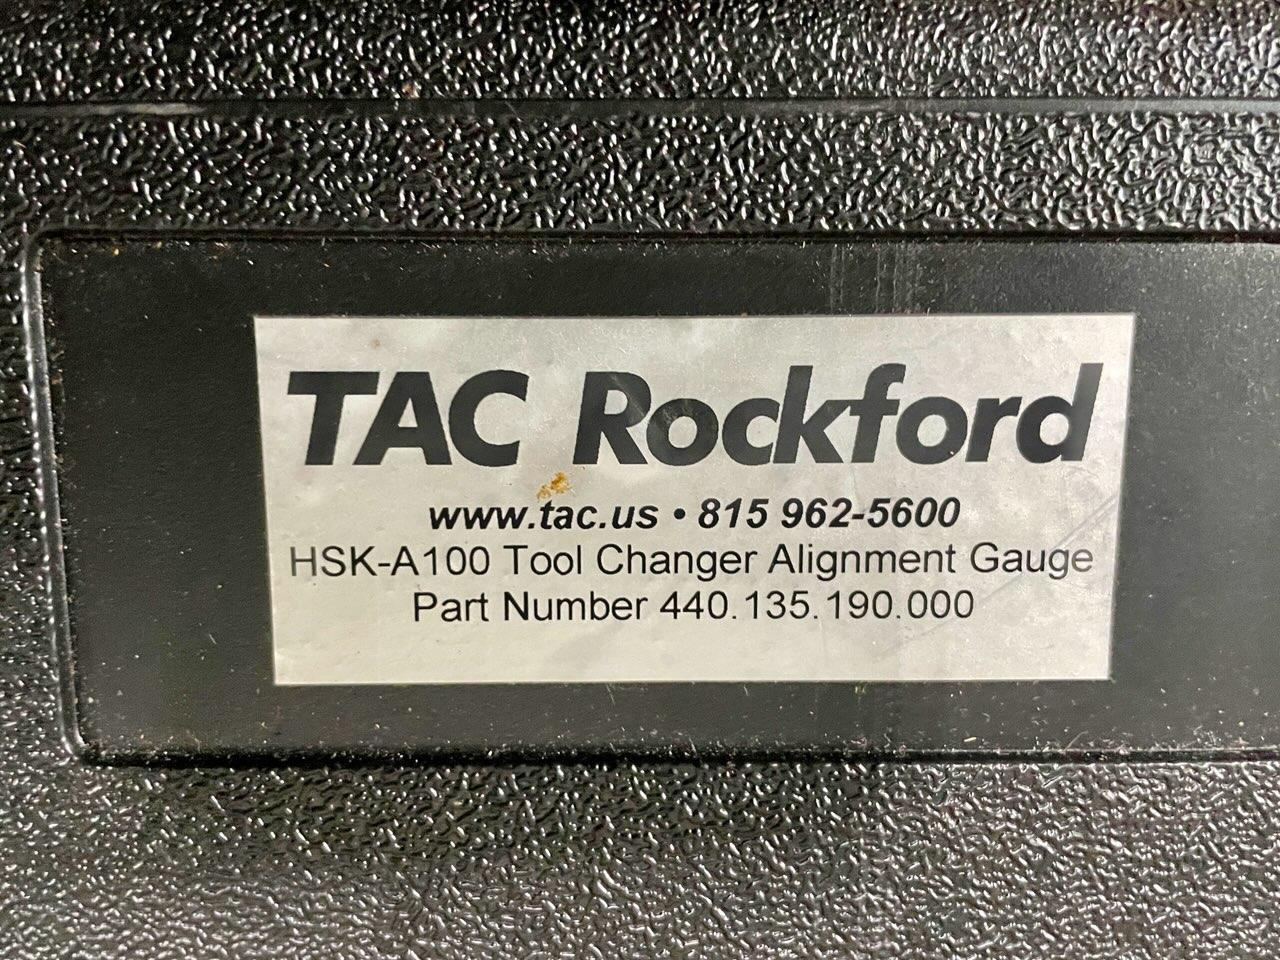 TAC Rockford
www.tac.us • 815 962-5600
HSK-A100 Tool Changer Alignment Gauge
Part Number 440.135.190.000